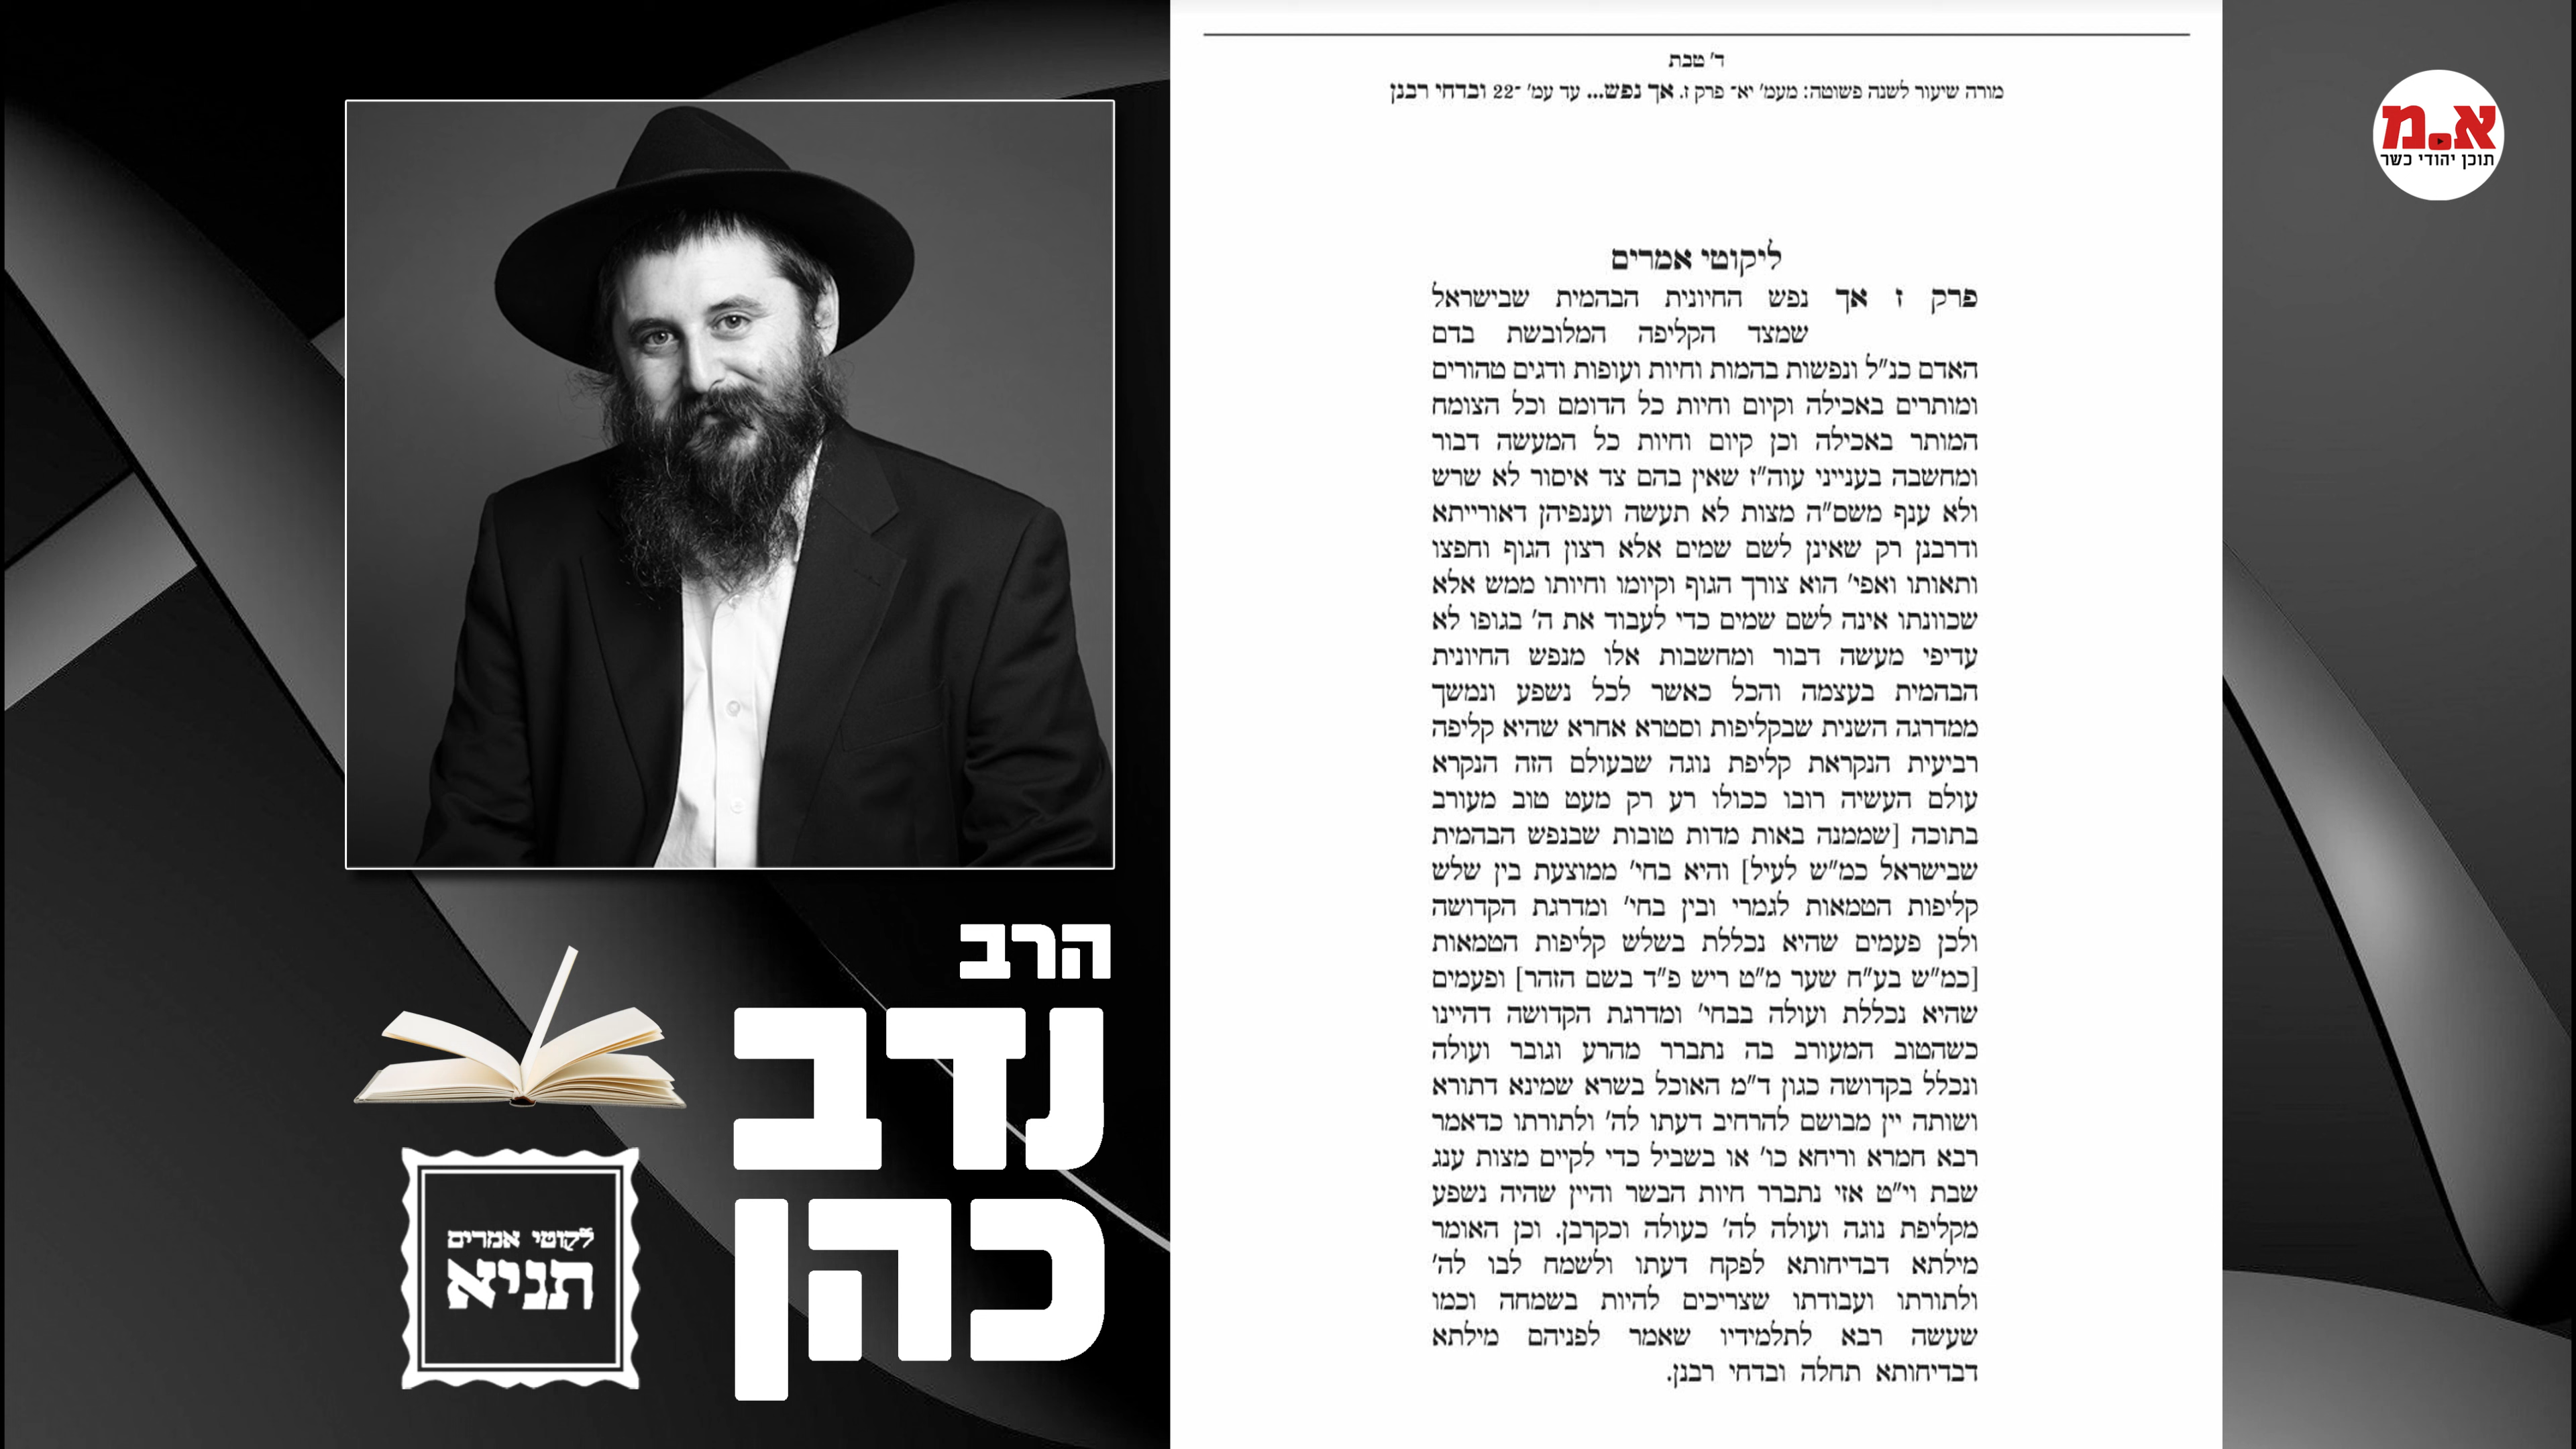 ד' טבת
מורה שיעור לשנה פשוטה: מעמ' יא- פרק ז. אך נפש... עד עמ' -22 ובדחי רבנן
ליקוטי אמרים
פרק ז אך נפש החיונית הבהמית שבישראל
שמצד הקליפה המלובשת בדם
האדם כנ"ל ונפשות בהמות וחיות ועופות ודגים טהורים
ומותרים באכילה וקיום וחיות כל הדומם וכל הצומח
המותר באכילה וכן קיום וחיות כל המעשה דבור
ומחשבה בענייני עוה"ז שאין בהם צד איסור לא שרש
ולא ענף משס"ה מצות לא תעשה וענפיהן דאורייתא
ודרבנן רק שאינן לשם שמים אלא רצון הגוף וחפצו
ותאותו ואפי' הוא צורך הגוף וקיומו וחיותו ממש אלא
שכוונתו אינה לשם שמים כדי לעבוד את ה' בגופו לא
עדיפי מעשה דבור ומחשבות אלו מנפש החיונית
הבהמית בעצמה והכל כאשר לכל נשפע ונמשך
ממדרגה השנית שבקליפות וסטרא אחרא שהיא קליפה
רביעית הנקראת קליפת נוגה שבעולם הזה הנקרא
עולם העשיה רובו ככולו רע רק מעט טוב מעורב
בתוכה [שממנה באות מדות טובות שבנפש הבהמית
שבישראל כמ"ש לעיל] והיא בחי' ממוצעת בין שלש
קליפות הטמאות לגמרי ובין בחי' ומדרגת הקדושה
ולכן פעמים שהיא נכללת בשלש קליפות הטמאות
[כמ"ש בע"ח שער מ"ט ריש פ"ד בשם הזהר] ופעמים
שהיא נכללת ועולה בבחי' ומדרגת הקדושה דהיינו
כשהטוב המעורב בה נתברר מהרע וגובר ועולה
ונכלל בקדושה כגון ד"מ האוכל בשרא שמינא דתורא
ושותה יין מבושם להרחיב דעתו לה' ולתורתו כדאמר
רבא חמרא וריחא כו' או בשביל כדי לקיים מצות ענג
שבת וי"ט אזי נתברר חיות הבשר והיין שהיה נשפע
מקליפת נוגה ועולה לה' כעולה וכקרבן. וכן האומר
מילתא דבדיחותא לפקח דעתו ולשמח לבו לה'
ולתורתו ועבודתו שצריכים להיות בשמחה וכמו
שעשה רבא לתלמידיו שאמר לפניהם מילתא
דבדיחותא תחלה ובדחי רבנן.
הרב
נדב
כהן
לקוטי אמרים
תניא
א.מ
תוכן יהודי כשר